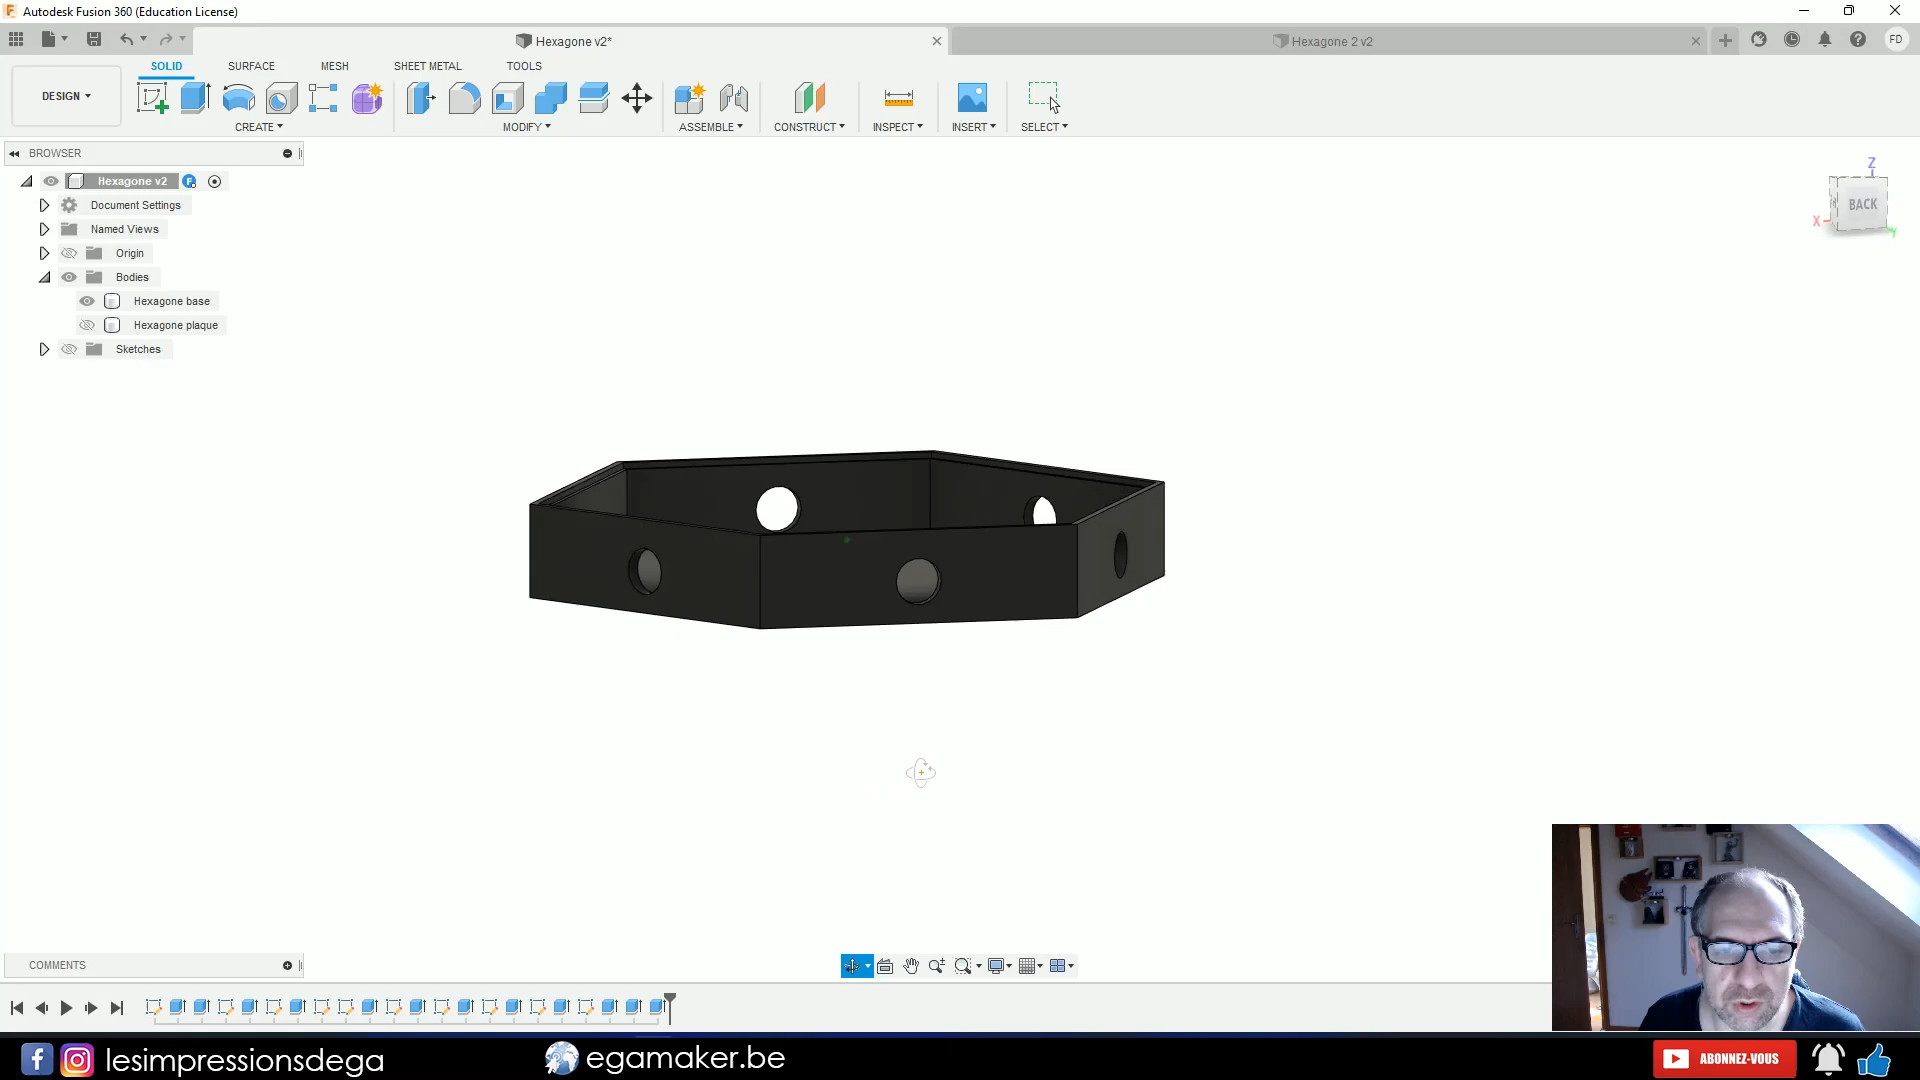 Autodesk Fusion 360 (Education License)
Hexagone v2*
Hexagone 2 v2
FD
DESIGN
SOLID
SURFACE
MESH
SHEET METAL
TOOLS
CREATE
MODIFY
ASSEMBLE
CONSTRUCT
INSPECT
INSERT
SELECT
BROWSER
Hexagone v2
Document Settings
Named Views
Origin
Bodies
Hexagone base
Hexagone plaque
Sketches
Z
BACK
X
Y
COMMENTS
lesimpressionsdega
egamaker.be
ABONNEZ-VOUS